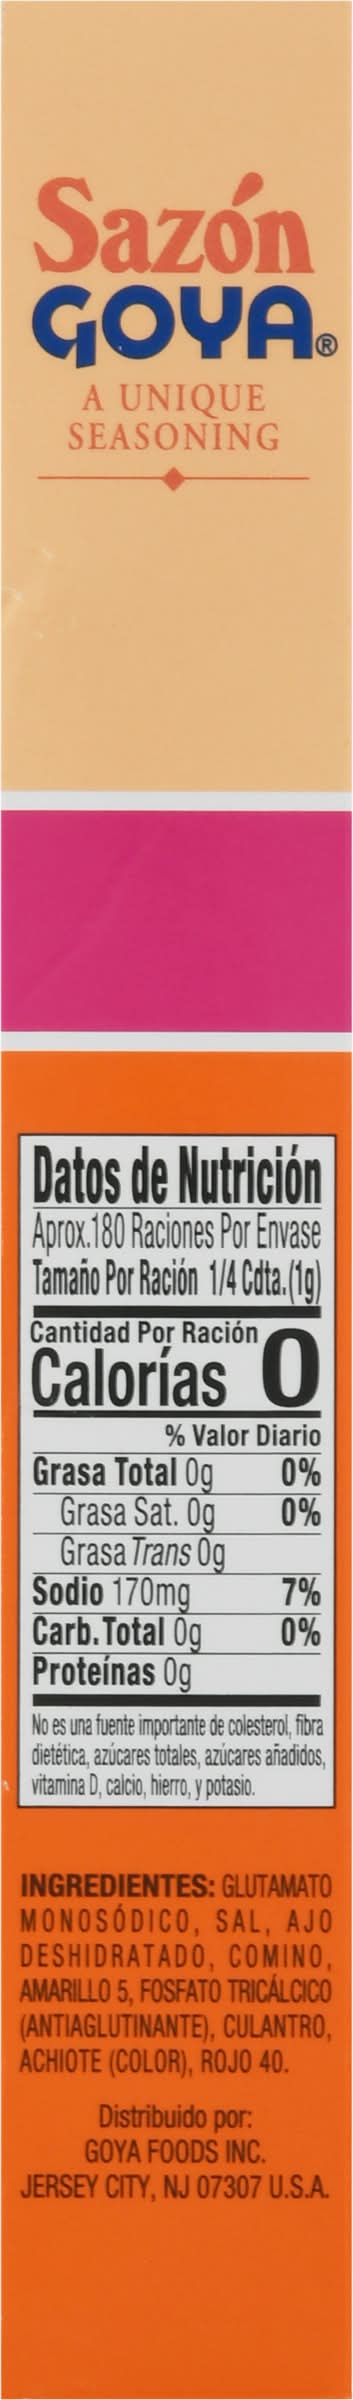 Sazón
GOYA®
A UNIQUE
SEASONING
Datos de Nutrición
Aprox.180 Raciones Por Envase
Tamaño Por Ración 1/4 Cdta.(1g)
Cantidad Por Ración
Calorías 0
% Valor Diario
Grasa Total 0g 0%
Grasa Sat. 0g 0%
Grasa Trans 0g
Sodio 170mg 7%
Carb.Total 0g 0%
Proteínas 0g
No es una fuente importante de colesterol, fibra
dietética, azúcares totales, azúcares añadidos,
vitamina D, calcio, hierro, y potasio.
INGREDIENTES: GLUTAMATO
MONOSÓDICO, SAL, AJO
DESHIDRATADO, COMINO,
AMARILLO 5, FOSFATO TRICÁLCICO
(ANTIAGLUTINANTE), CULANTRO,
ACHIOTE (COLOR), ROJO 40.
Distribuido por:
GOYA FOODS INC.
JERSEY CITY, NJ 07307 U.S.A.